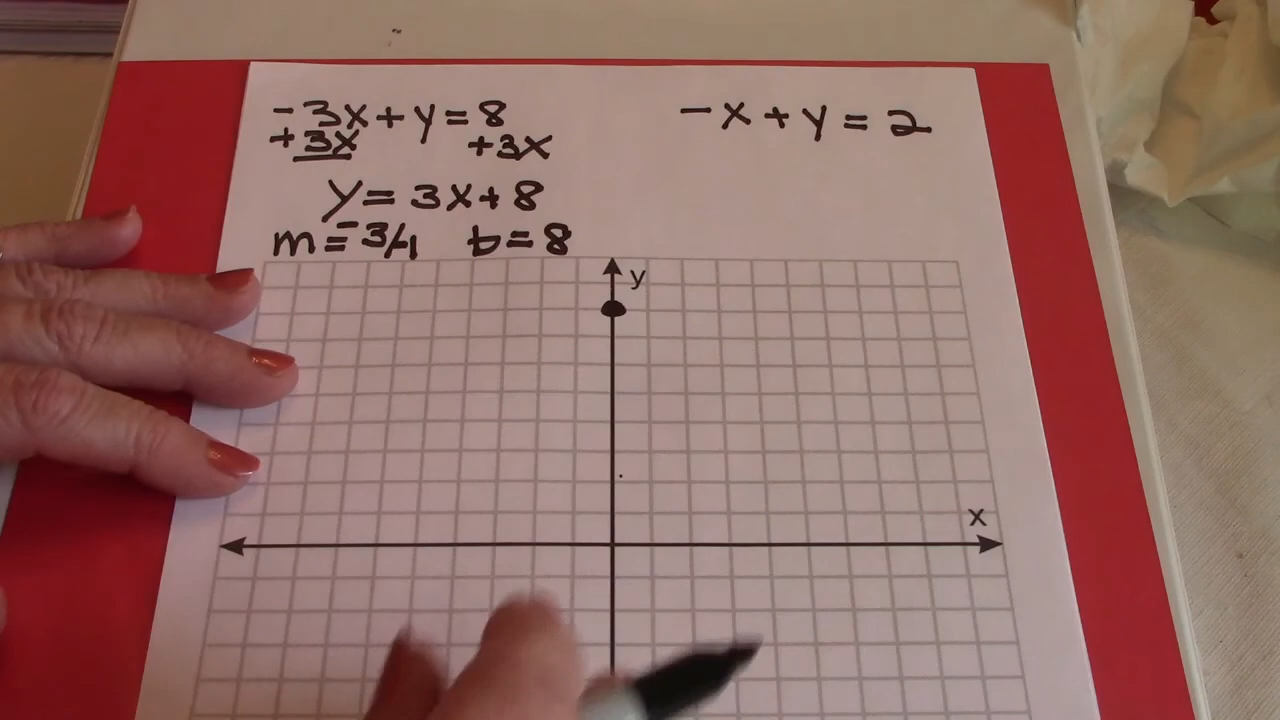 -3x+y=8
+3x +3x
y=3x+8
m=-3/-1 b=8
-x+y=2
y
x